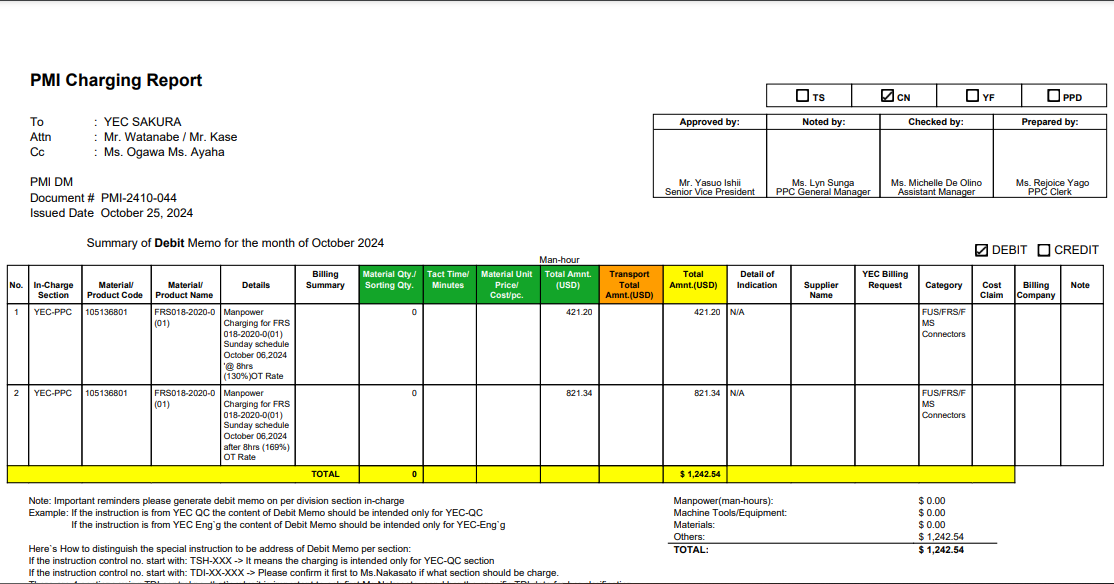 PMI Charging Report
TS CN YF PPD
To : YEC SAKURA
Attn : Mr. Watanabe / Mr. Kase
Cc : Ms. Ogawa Ms. Ayaha
Approved by: Noted by: Checked by: Prepared by:
Mr. Yasuo Ishii Ms. Lyn Sunga Ms. Michelle De Olino Ms. Rejoice Yago
Senior Vice President PPC General Manager Assistant Manager PPC Clerk
PMI DM
Document # PMI-2410-044
Issued Date October 25, 2024
Summary of Debit Memo for the month of October 2024
DEBIT CREDIT
Man-hour
No.
In-Charge
Section
Material/
Product Code
Material/
Product Name
Details
Billing
Summary
Material Qty./
Sorting Qty.
Tact Time/
Minutes
Material Unit
Price/
Cost/pc.
Total Amnt.
(USD)
Transport
Total
Amnt.(USD)
Total
Amnt.(USD)
Detail of
Indication
Supplier
Name
YEC Billing
Request
Category
Cost
Claim
Billing
Company
Note
1
YEC-PPC
105136801
FRS018-2020-0
(01)
Manpower
Charging for FRS
018-2020-0(01)
Sunday schedule
October 06,2024
'@ 8hrs
(130%)OT Rate
0
421.20
421.20
N/A
FUS/FRS/F
MS
Connectors
2
YEC-PPC
105136801
FRS018-2020-0
(01)
Manpower
Charging for FRS
018-2020-0(01)
Sunday schedule
October 06,2024
after 8hrs (169%)
OT Rate
0
821.34
821.34
N/A
FUS/FRS/F
MS
Connectors
TOTAL 0 $ 1,242.54
Note: Important reminders please generate debit memo on per division section in-charge
Example: If the instruction is from YEC QC the content of Debit Memo should be intended only for YEC-QC
If the instruction is from YEC Eng`g the content of Debit Memo should be intended only for YEC-Eng`g
Here`s How to distinguish the special instruction to be address of Debit Memo per section:
If the instruction control no. start with: TSH-XXX -> It means the charging is intended only for YEC-QC section
If the instruction control no. start with: TDI-XX-XXX -> Please confirm it first to Ms.Nakasato if what section should be charge.
Manpower(man-hours): $ 0.00
Machine Tools/Equipment: $ 0.00
Materials: $ 0.00
Others: $ 1,242.54
TOTAL: $ 1,242.54